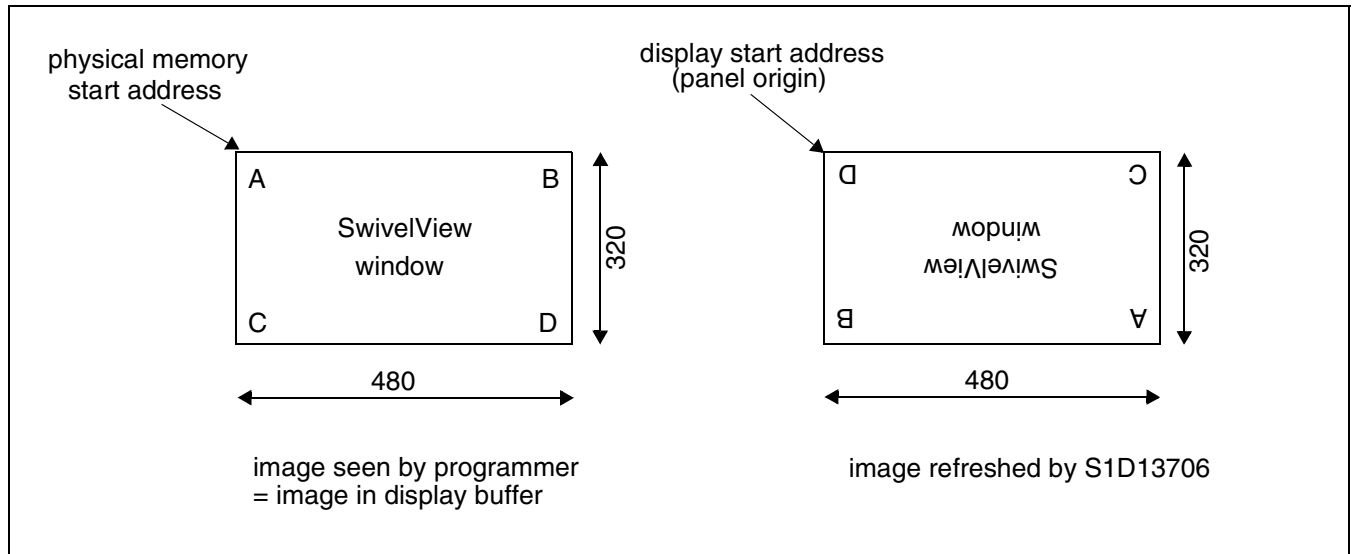 physical memory
start address
A
B
SwivelView
window
C
D
320
480
image seen by programmer
= image in display buffer
display start address
(panel origin)
D
C
window
SwivelView
B
A
320
480
image refreshed by S1D13706